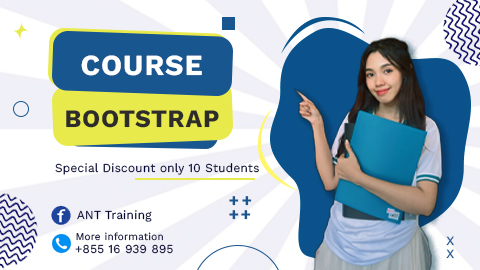 COURSE
BOOTSTRAP
Special Discount only 10 Students
ANT Training
More information
+855 16 939 895